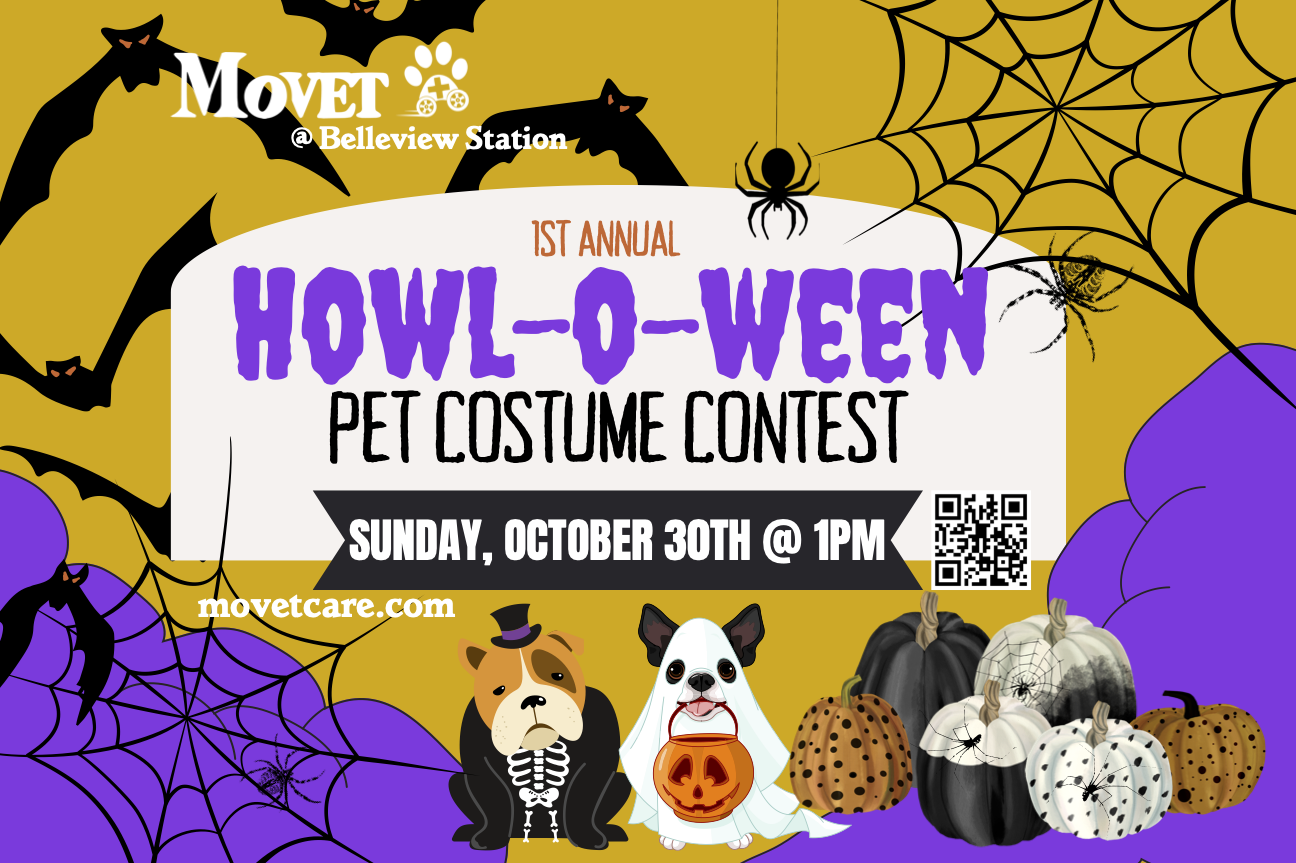 MOVET
@ Belleview Station
1ST ANNUAL
HOWL-O-WEEN
PET COSTUME CONTEST
SUNDAY, OCTOBER 30TH @ 1PM
movetcare.com